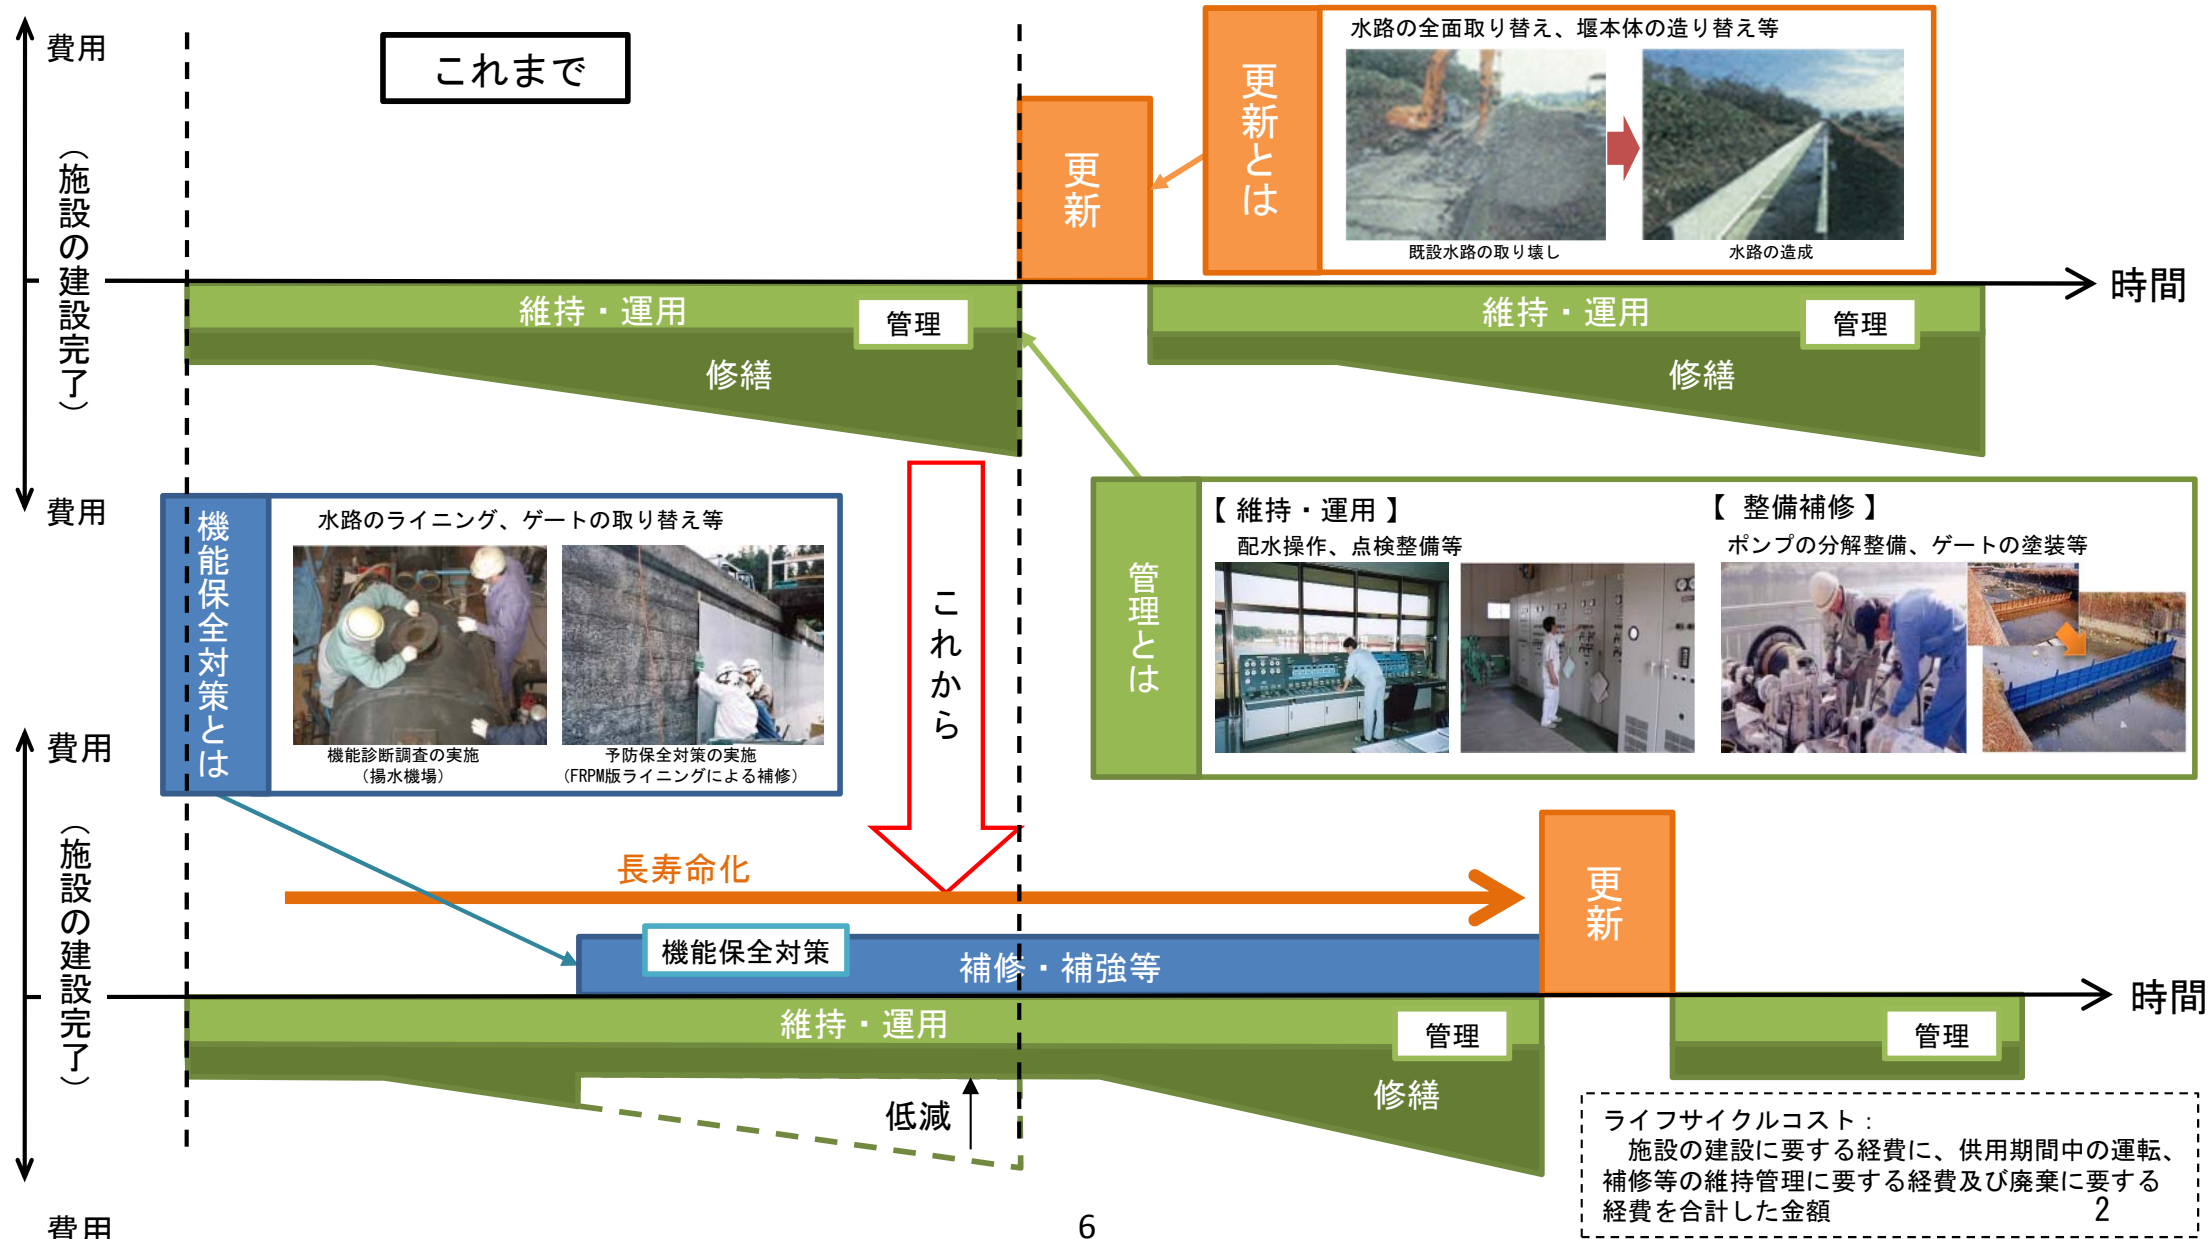 費用
これまで
(施設の建設完了)
更新
更新とは
水路の全面取り替え、堰本体の造り替え等
既設水路の取り壊し
水路の造成
時間
維持・運用
管理
修繕
維持・運用
管理
修繕
費用
機能保全対策とは
水路のライニング、ゲートの取り替え等
機能診断調査の実施
(揚水機場)
予防保全対策の実施
(FRPM版ライニングによる補修)
これから
管理とは
【 維持・運用 】
配水操作、点検整備等
【 整備補修 】
ポンプの分解整備、ゲートの塗装等
費用
(施設の建設完了)
長寿命化
更新
機能保全対策
補修・補強等
時間
維持・運用
管理
管理
修繕
低減
ライフサイクルコスト:
施設の建設に要する経費に、供用期間中の運転、
補修等の維持管理に要する経費及び廃棄に要する
経費を合計した金額
2
費用
6